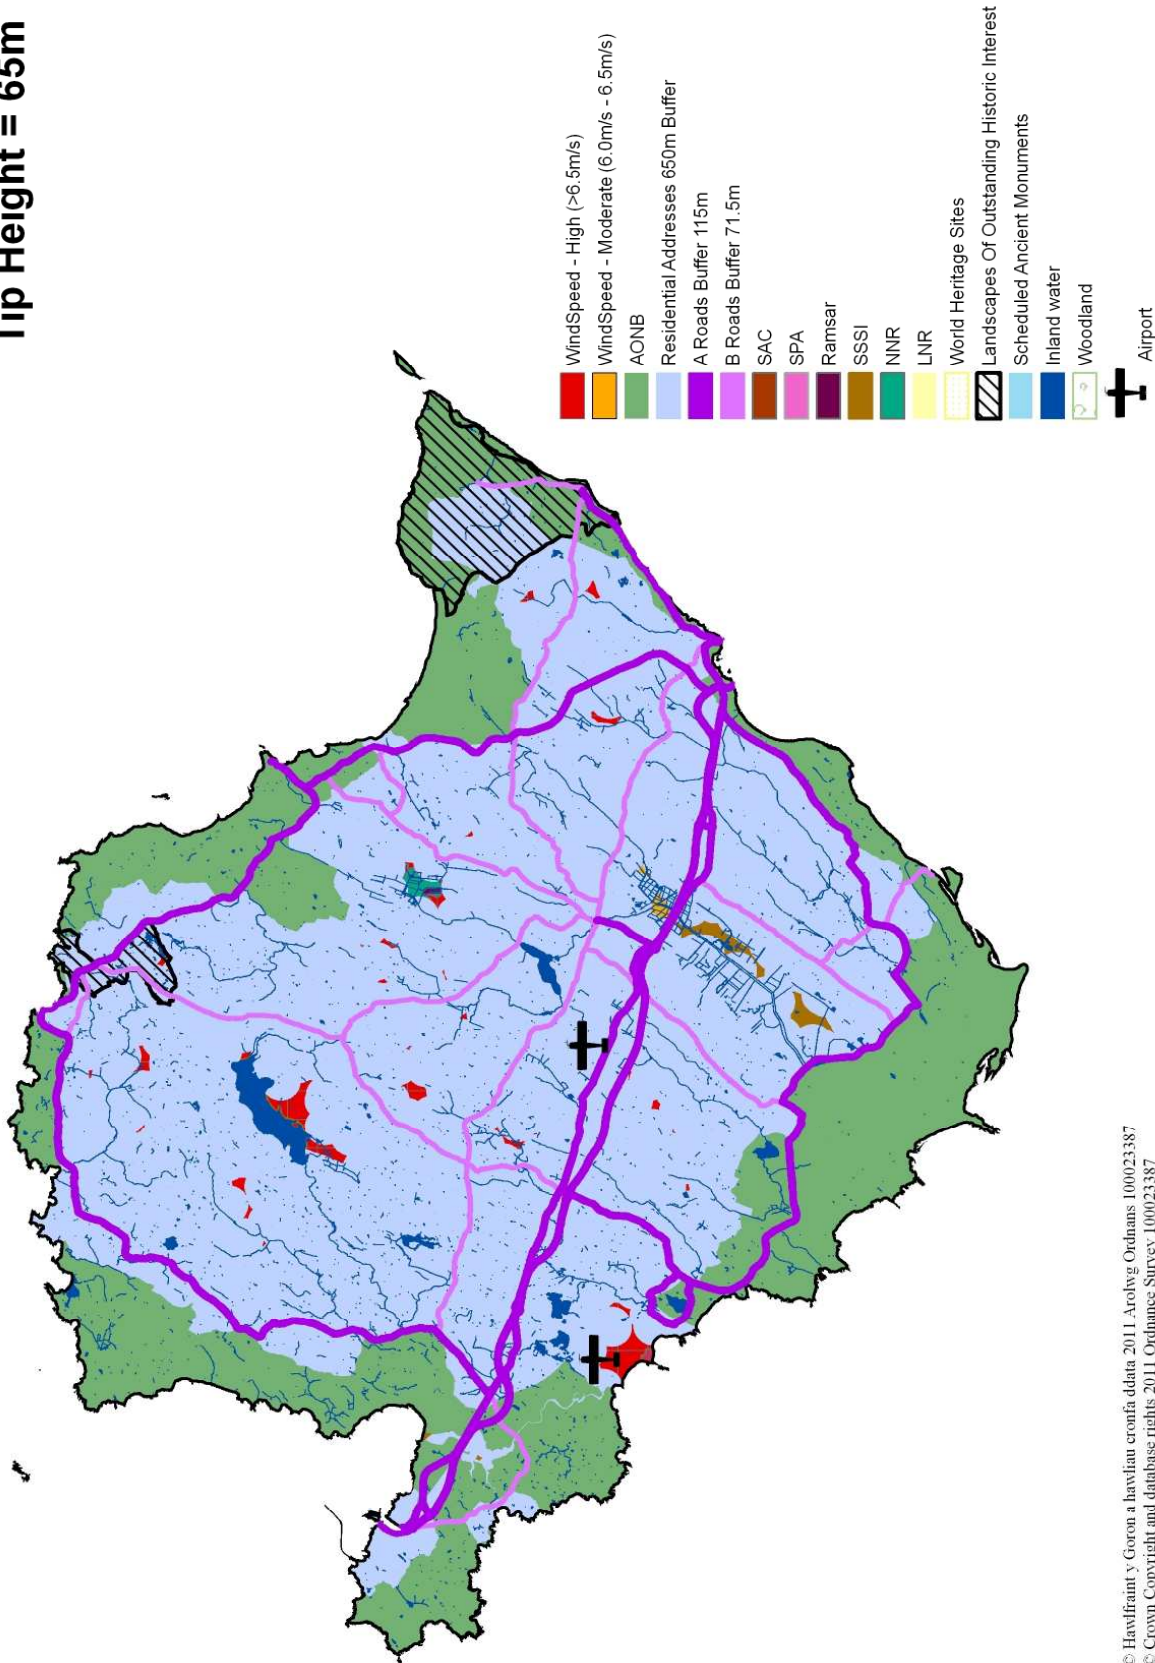 Tip Height = 65m
WindSpeed - High (>6.5m/s)
WindSpeed - Moderate (6.0m/s - 6.5m/s)
AONB
Residential Addresses 650m Buffer
A Roads Buffer 115m
B Roads Buffer 71.5m
SAC
SPA
Ramsar
SSSI
NNR
LNR
World Heritage Sites
Landscapes Of Outstanding Historic Interest
Scheduled Ancient Monuments
Inland water
Woodland
Airport
© Hawlfraint y Goron a hawliau cronfa ddata 2011 Arolwg Ordnans 100023387
© Crown Copyright and database rights 2011 Ordnance Survey 100023387